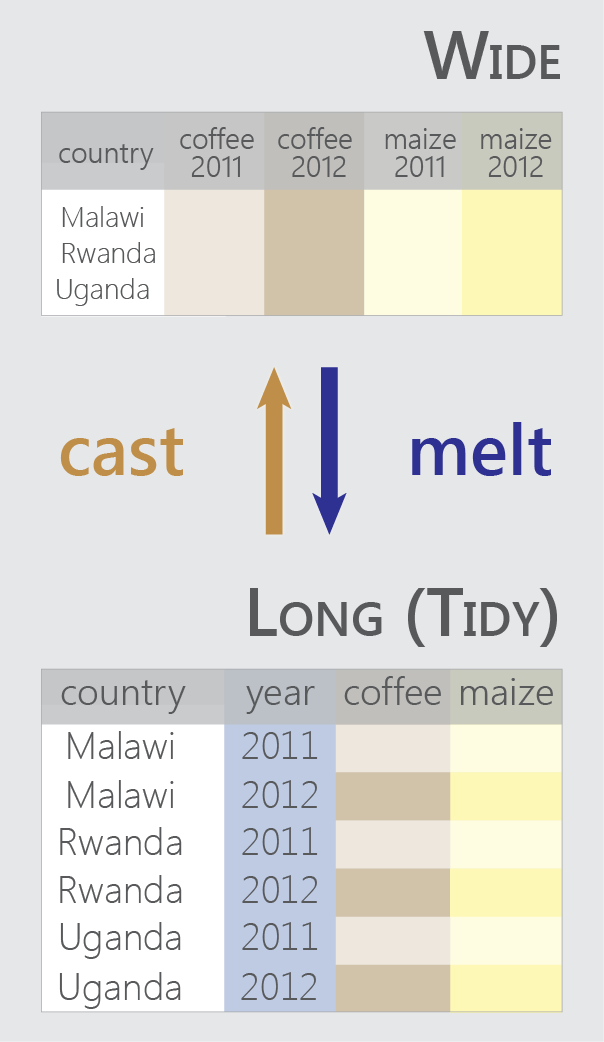 WIDE
country coffee 2011 coffee 2012 maize 2011 maize 2012
Malawi
Rwanda
Uganda
cast melt
LONG (TIDY)
country year coffee maize
Malawi 2011
Malawi 2012
Rwanda 2011
Rwanda 2012
Uganda 2011
Uganda 2012